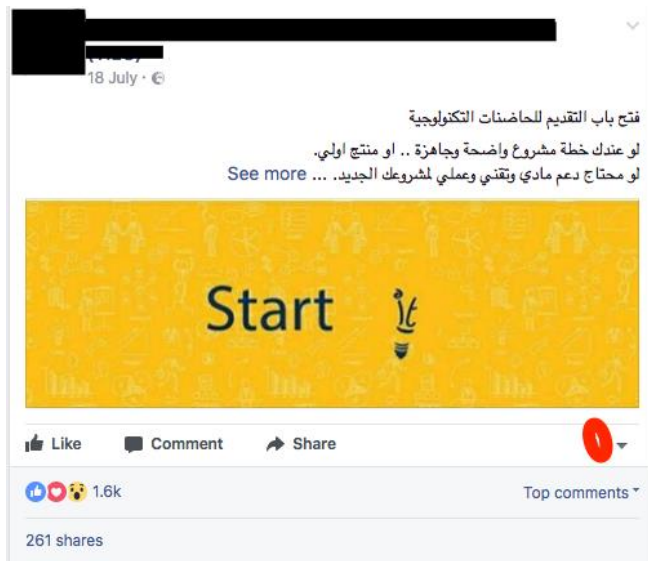 18 July
فتح باب التقديم للحاضنات التكنولوجية
لو عندك خطة مشروع واضحة وجاهزة .. او منتج اولي.
لو محتاج دعم مادي وتقني وعملي لمشروعك الجديد. ... See more
Start it
Like Comment Share
1.6k Top comments
261 shares